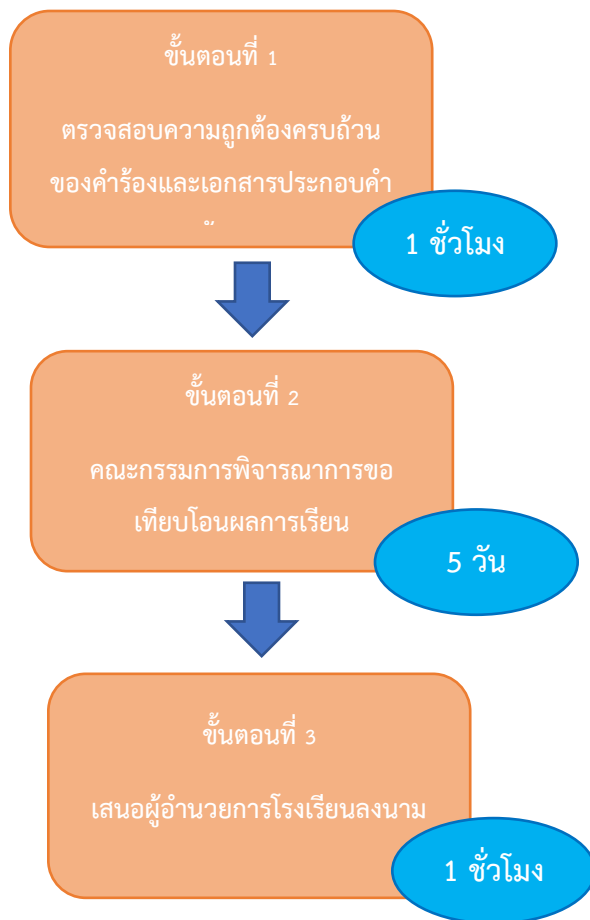 ขั้นตอนที่ 1
ตรวจสอบความถูกต้องครบถ้วน
ของคำร้องและเอกสารประกอบคำ
1 ชั่วโมง
ขั้นตอนที่ 2
คณะกรรมการพิจารณาการขอ
เทียบโอนผลการเรียน
5 วัน
ขั้นตอนที่ 3
เสนอผู้อำนวยการโรงเรียนลงนาม
1 ชั่วโมง